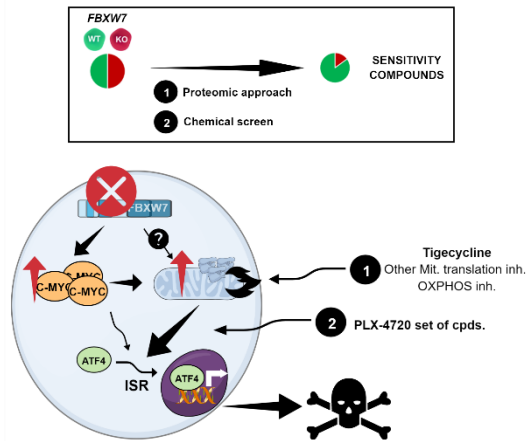 FBXW7
WT KO
SENSITIVITY
COMPOUNDS
1 Proteomic approach
2 Chemical screen
FBXW7
?
C-MYC
C-MYC
C-MYC
1 Tigecycline
Other Mit. translation inh.
OXPHOS inh.
2 PLX-4720 set of cpds.
ATF4
ISR
ATF4